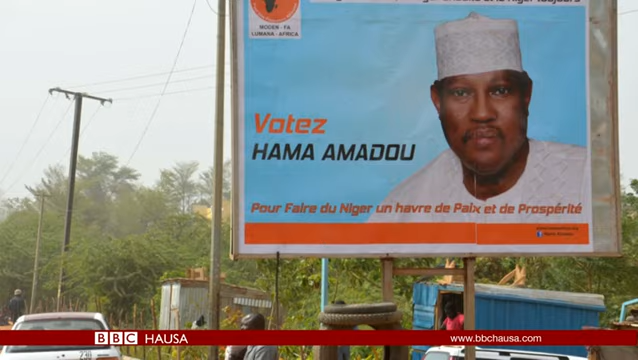 MODEN - FA
LUMANA - AFRICA
Votez
HAMA AMADOU
Pour Faire du Niger un havre de Paix et de Prospérité
BBC HAUSA
www.bbchausa.com